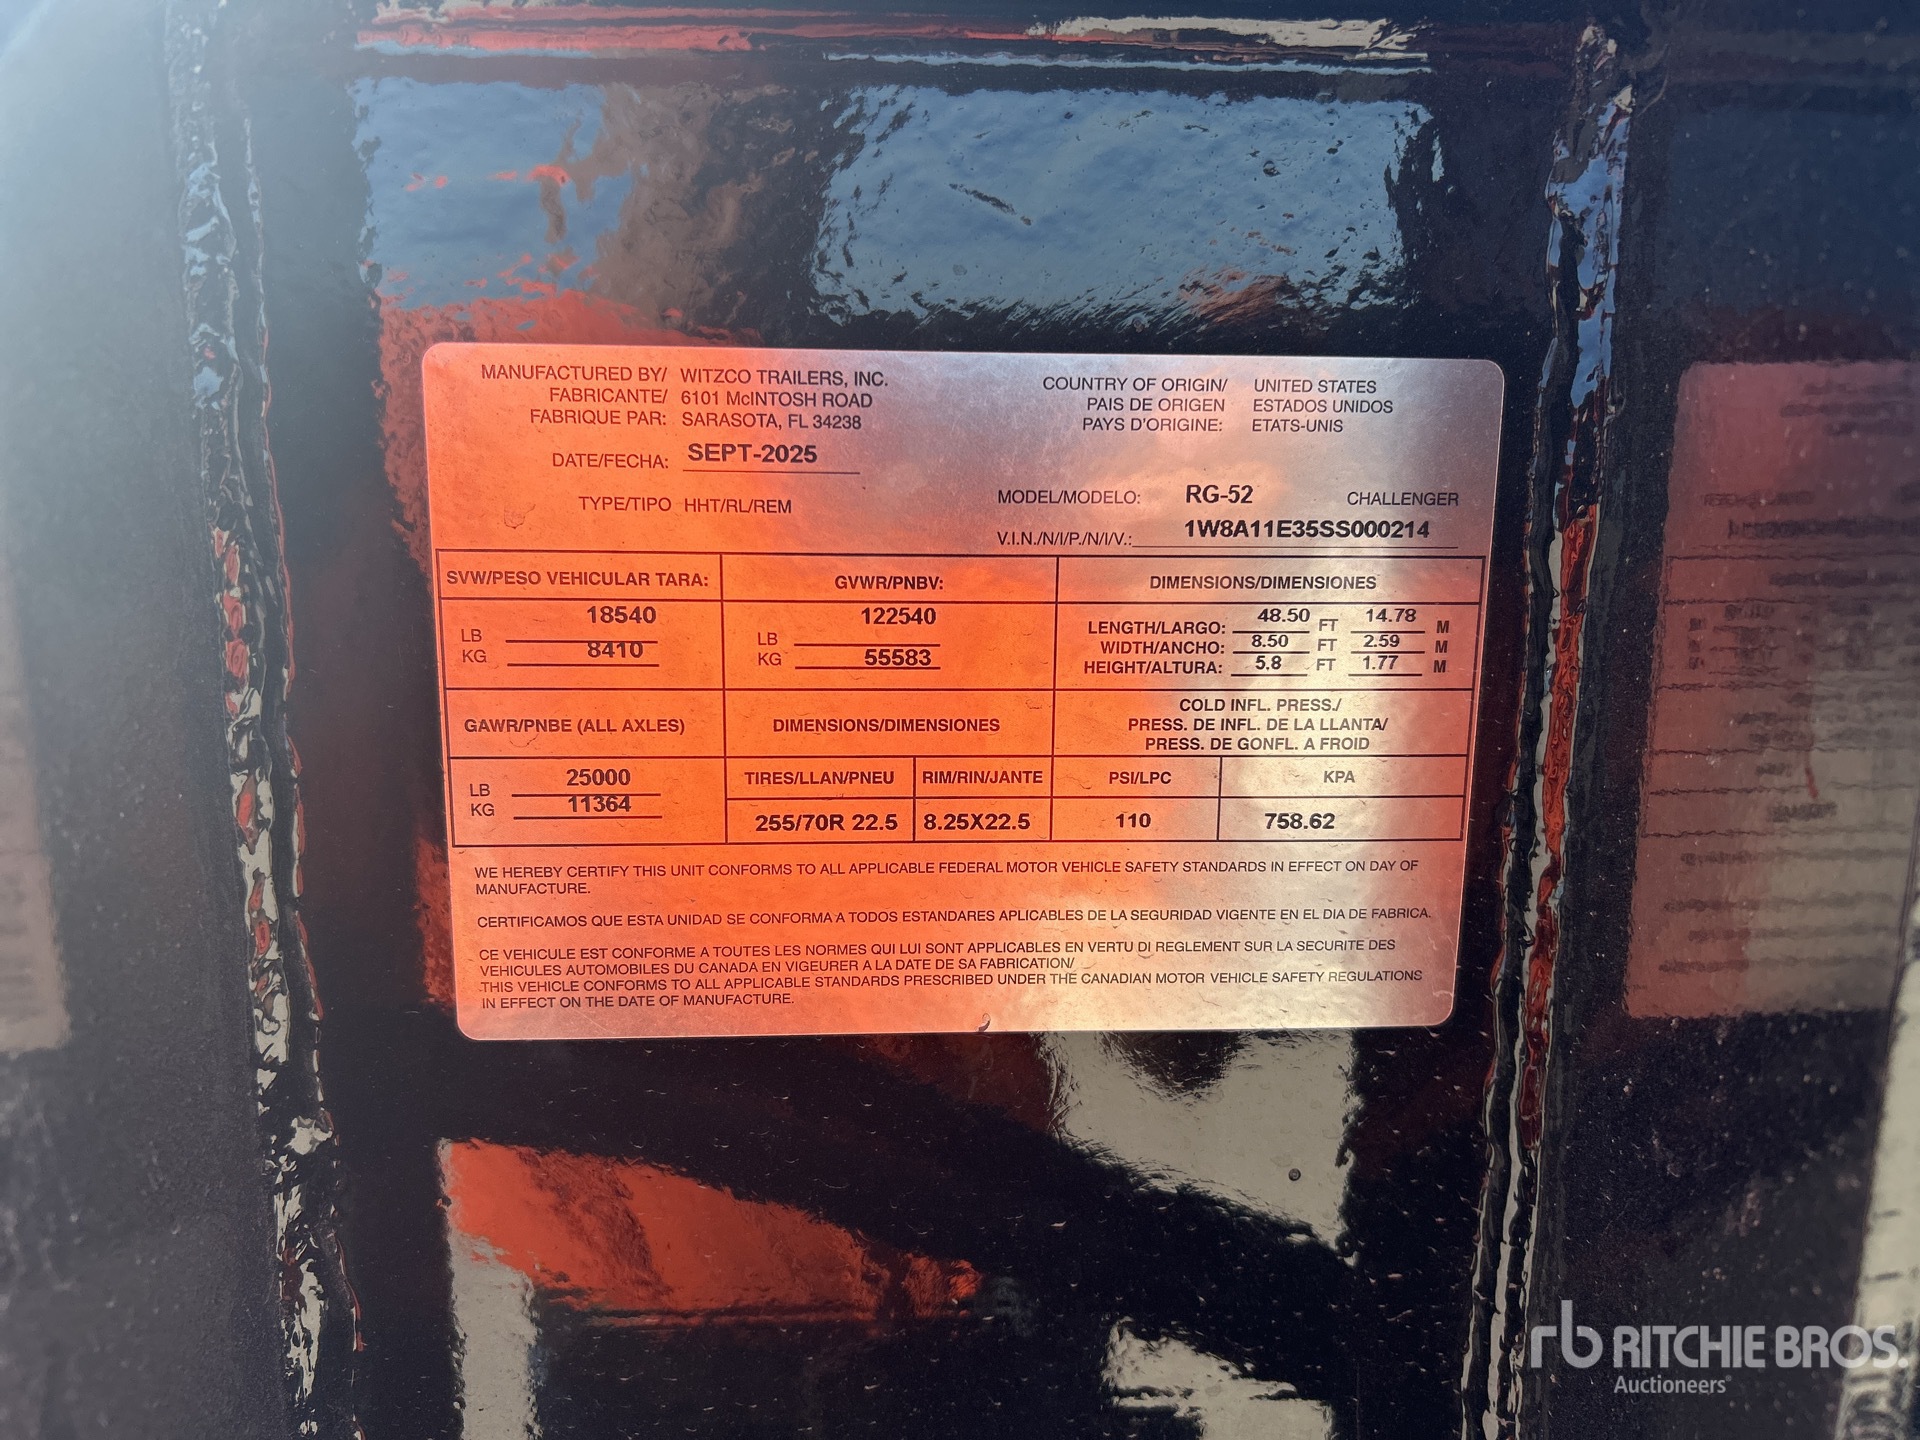 MANUFACTURED BY/ WITZCO TRAILERS, INC.
FABRICANTE/ 6101 McINTOSH ROAD
FABRIQUE PAR: SARASOTA, FL 34238
COUNTRY OF ORIGIN/ UNITED STATES
PAIS DE ORIGEN ESTADOS UNIDOS
PAYS D'ORIGINE: ETATS-UNIS
DATE/FECHA: SEPT-2025
TYPE/TIPO HHT/RL/REM
MODEL/MODELO: RG-52 CHALLENGER
V.I.N./N/I/P./N/I/V.: 1W8A11E35SS000214
SVW/PESO VEHICULAR TARA: GVWR/PNBV: DIMENSIONS/DIMENSIONES
LB 18540
KG 8410
LB 122540
KG 55583
LENGTH/LARGO: 48.50 FT 14.78 M
WIDTH/ANCHO: 8.50 FT 2.59 M
HEIGHT/ALTURA: 5.8 FT 1.77 M
GAWR/PNBE (ALL AXLES) DIMENSIONS/DIMENSIONES
COLD INFL. PRESS./
PRESS. DE INFL. DE LA LLANTA/
PRESS. DE GONFL. A FROID
LB 25000
KG 11364
TIRES/LLAN/PNEU RIM/RIN/JANTE PSI/LPC KPA
255/70R 22.5 8.25X22.5 110 758.62
WE HEREBY CERTIFY THIS UNIT CONFORMS TO ALL APPLICABLE FEDERAL MOTOR VEHICLE SAFETY STANDARDS IN EFFECT ON DAY OF
MANUFACTURE.
CERTIFICAMOS QUE ESTA UNIDAD SE CONFORMA A TODOS ESTANDARES APLICABLES DE LA SEGURIDAD VIGENTE EN EL DIA DE FABRICA.
CE VEHICULE EST CONFORME A TOUTES LES NORMES QUI LUI SONT APPLICABLES EN VERTU DI REGLEMENT SUR LA SECURITE DES
VEHICULES AUTOMOBILES DU CANADA EN VIGEURER A LA DATE DE SA FABRICATION/
THIS VEHICLE CONFORMS TO ALL APPLICABLE STANDARDS PRESCRIBED UNDER THE CANADIAN MOTOR VEHICLE SAFETY REGULATIONS
IN EFFECT ON THE DATE OF MANUFACTURE.
rb RITCHIE BROS.
Auctioneers